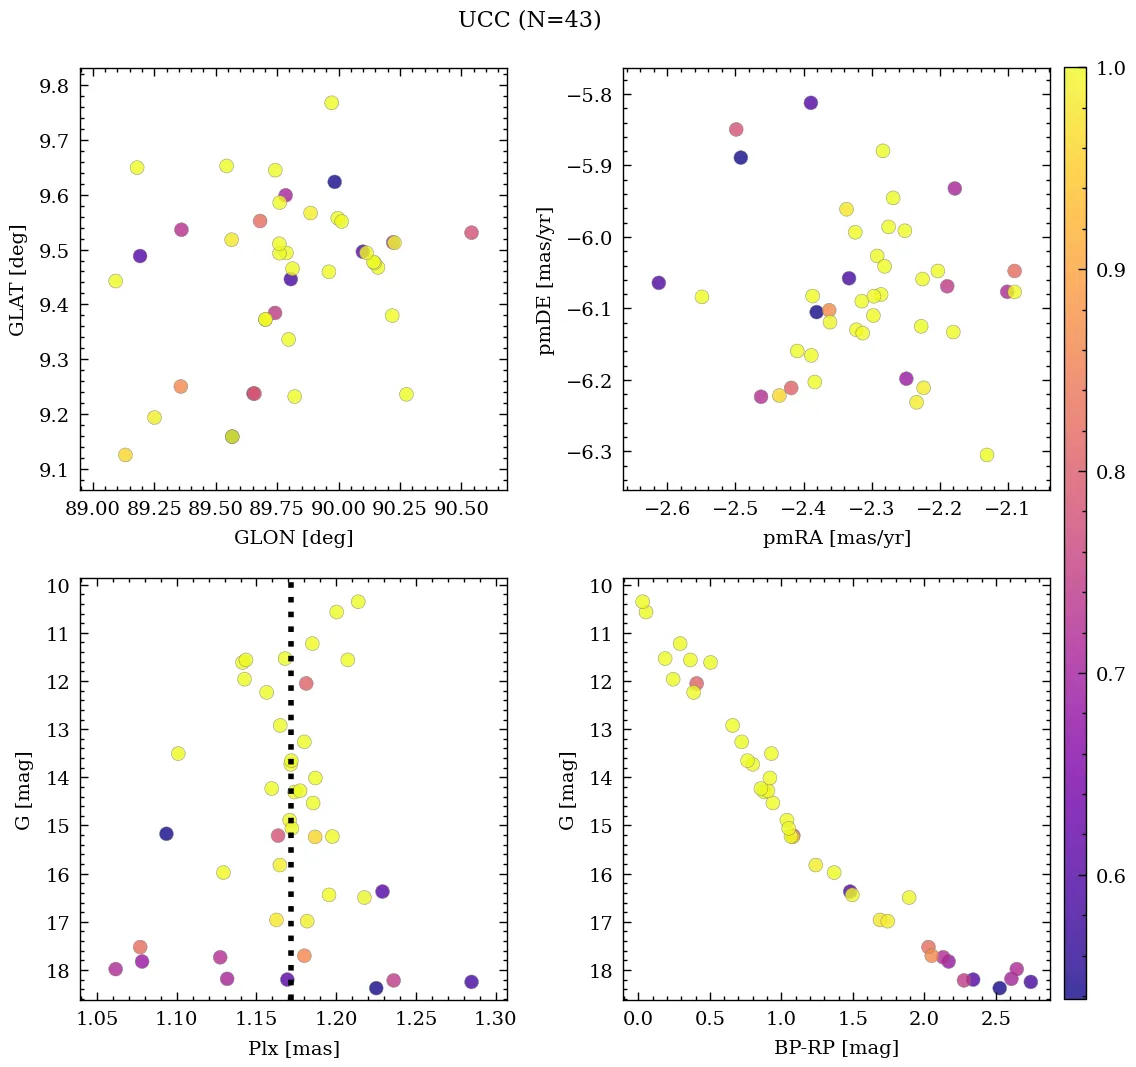 UCC (N=43)
9.8
9.7
9.6
9.5
9.4
9.3
9.2
9.1
GLAT [deg]
89.00 89.25 89.50 89.75 90.00 90.25 90.50
GLON [deg]
−5.8
−5.9
−6.0
−6.1
−6.2
−6.3
pmDE [mas/yr]
−2.6 −2.5 −2.4 −2.3 −2.2 −2.1
pmRA [mas/yr]
1.0
0.9
0.8
0.7
0.6
10
11
12
13
14
15
16
17
18
G [mag]
1.05 1.10 1.15 1.20 1.25 1.30
Plx [mas]
10
11
12
13
14
15
16
17
18
G [mag]
0.0 0.5 1.0 1.5 2.0 2.5
BP-RP [mag]